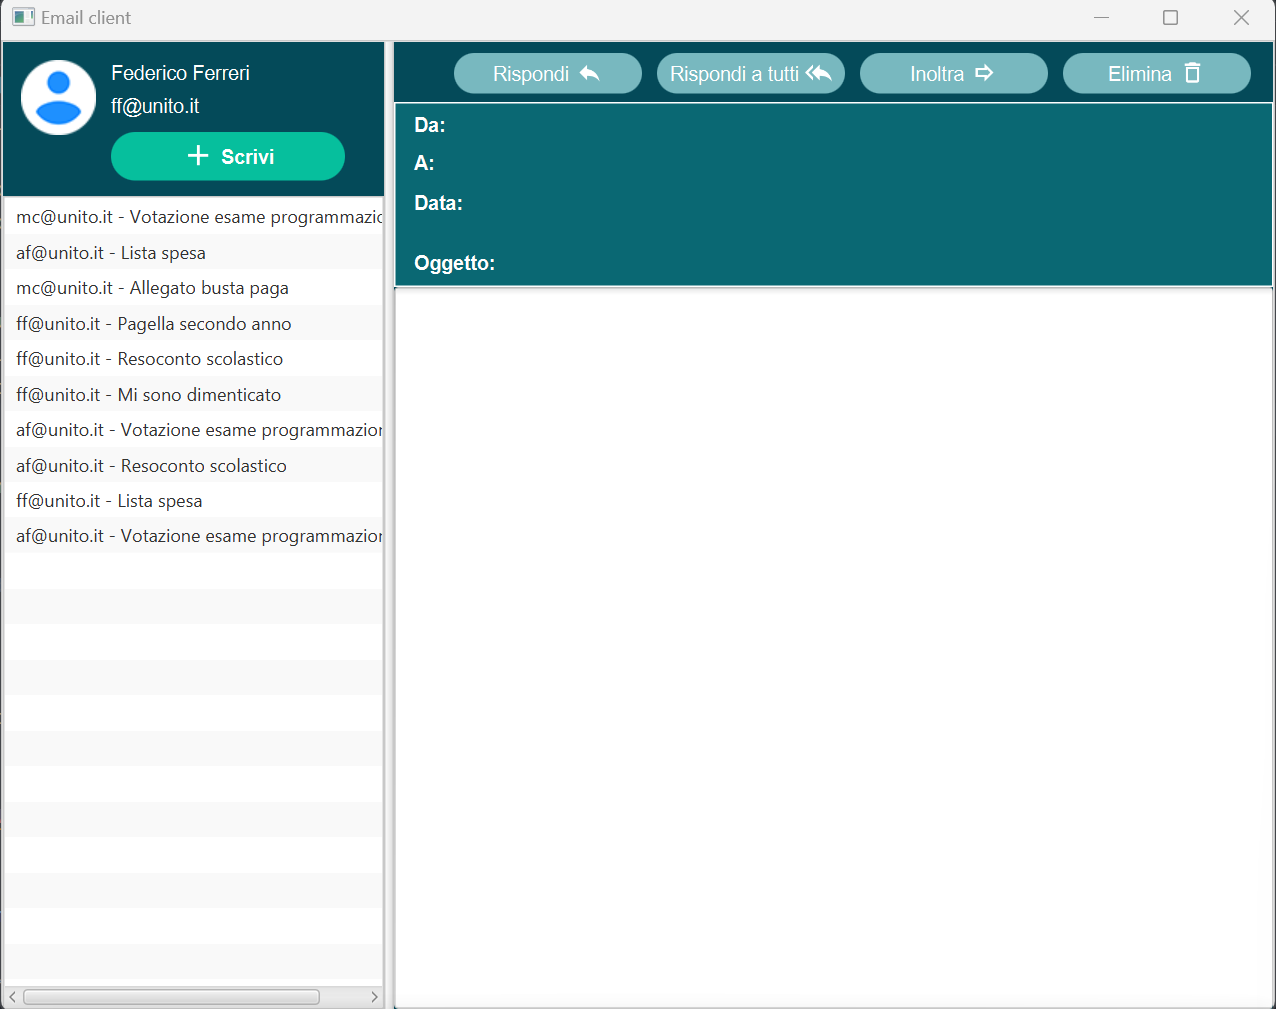 Email client
Federico Ferreri
ff@unito.it
Scrivi
mc@unito.it - Votazione esame programmazio
af@unito.it - Lista spesa
mc@unito.it - Allegato busta paga
ff@unito.it - Pagella secondo anno
ff@unito.it - Resoconto scolastico
ff@unito.it - Mi sono dimenticato
af@unito.it - Votazione esame programmazion
af@unito.it - Resoconto scolastico
ff@unito.it - Lista spesa
af@unito.it - Votazione esame programmazion
Rispondi
Rispondi a tutti
Inoltra
Elimina
Da:
A:
Data:
Oggetto: